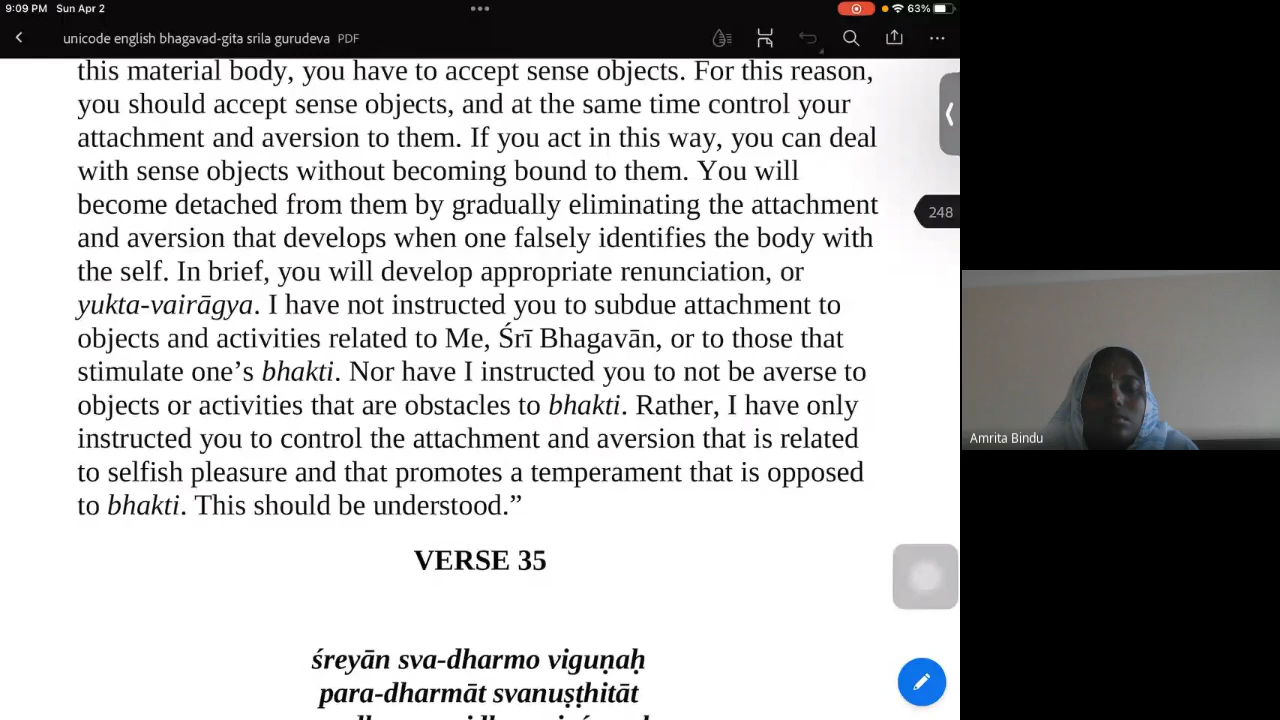 9:09 PM Sun Apr 2
63%
unicode english bhagavad-gita srila gurudeva PDF
this material body, you have to accept sense objects. For this reason,
you should accept sense objects, and at the same time control your
attachment and aversion to them. If you act in this way, you can deal
with sense objects without becoming bound to them. You will
become detached from them by gradually eliminating the attachment
and aversion that develops when one falsely identifies the body with
the self. In brief, you will develop appropriate renunciation, or
yukta-vairāgya. I have not instructed you to subdue attachment to
objects and activities related to Me, Śrī Bhagavān, or to those that
stimulate one’s bhakti. Nor have I instructed you to not be averse to
objects or activities that are obstacles to bhakti. Rather, I have only
instructed you to control the attachment and aversion that is related
to selfish pleasure and that promotes a temperament that is opposed
to bhakti. This should be understood.”
248
VERSE 35
śreyān sva-dharmo viguṇaḥ
para-dharmāt svanuṣṭhitāt
Amrita Bindu